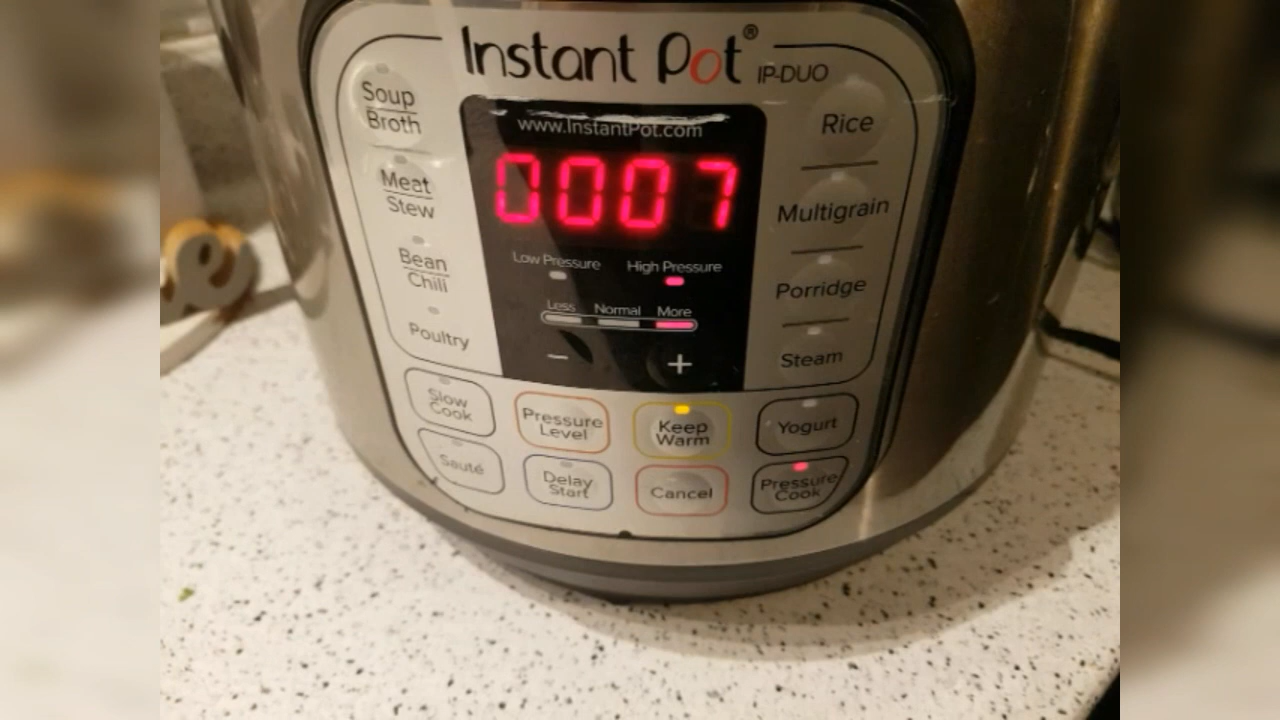 Instant Pot® IP-DUO
www.InstantPot.com
0007
Low Pressure High Pressure
Less Normal More
− +
Soup
Broth
Meat
Stew
Bean
Chili
Poultry
Rice
Multigrain
Porridge
Steam
Slow
Cook
Pressure
Level
Keep
Warm
Yogurt
Sauté
Delay
Start
Cancel
Pressure
Cook
e